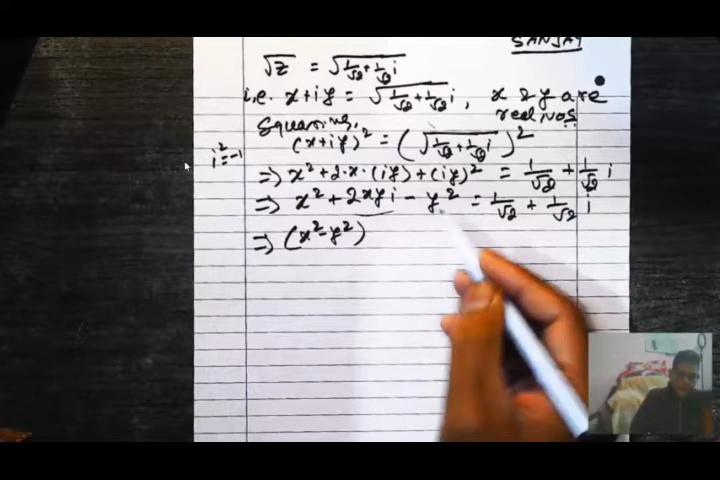 SANJAY
√z = √(1/√2 + 1/√2 i)
i.e. x+iy = √(1/√2 + 1/√2 i), x & y are
real nos
Squaring,
(x+iy)² = (√(1/√2 + 1/√2 i))²
i²=-1
⇒ x² + 2·x·(iy) + (iy)² = 1/√2 + 1/√2 i
⇒ x² + 2xyi - y² = 1/√2 + 1/√2 i
⇒ (x²-y²)